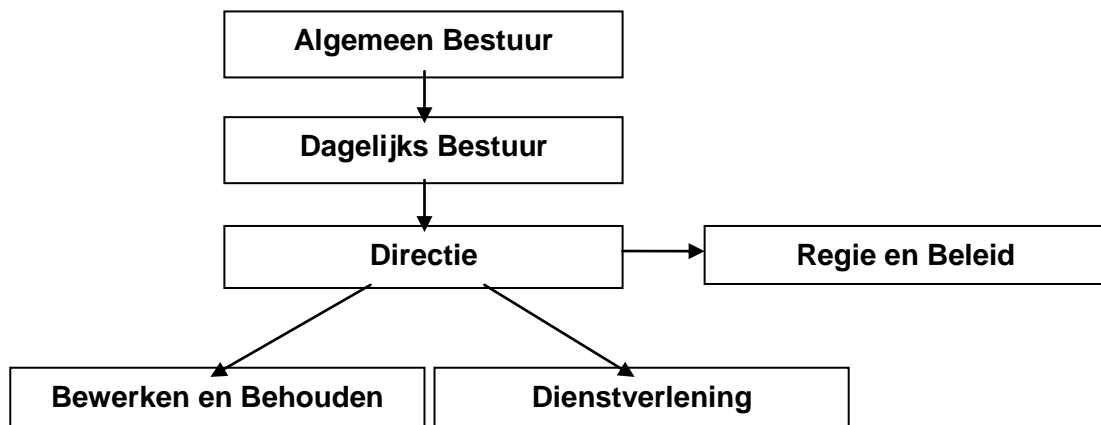 Algemeen Bestuur
Dagelijks Bestuur
Directie
Regie en Beleid
Bewerken en Behouden
Dienstverlening